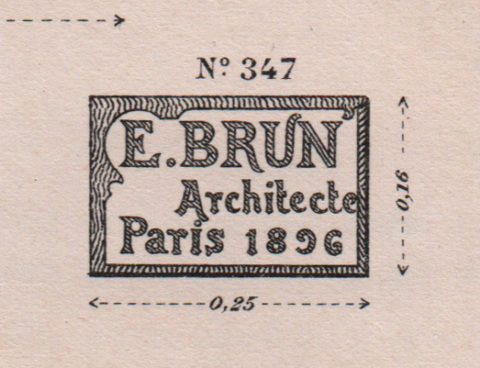 Nº 347
E. BRUN
Architecte
Paris 1896
0,16
0,25